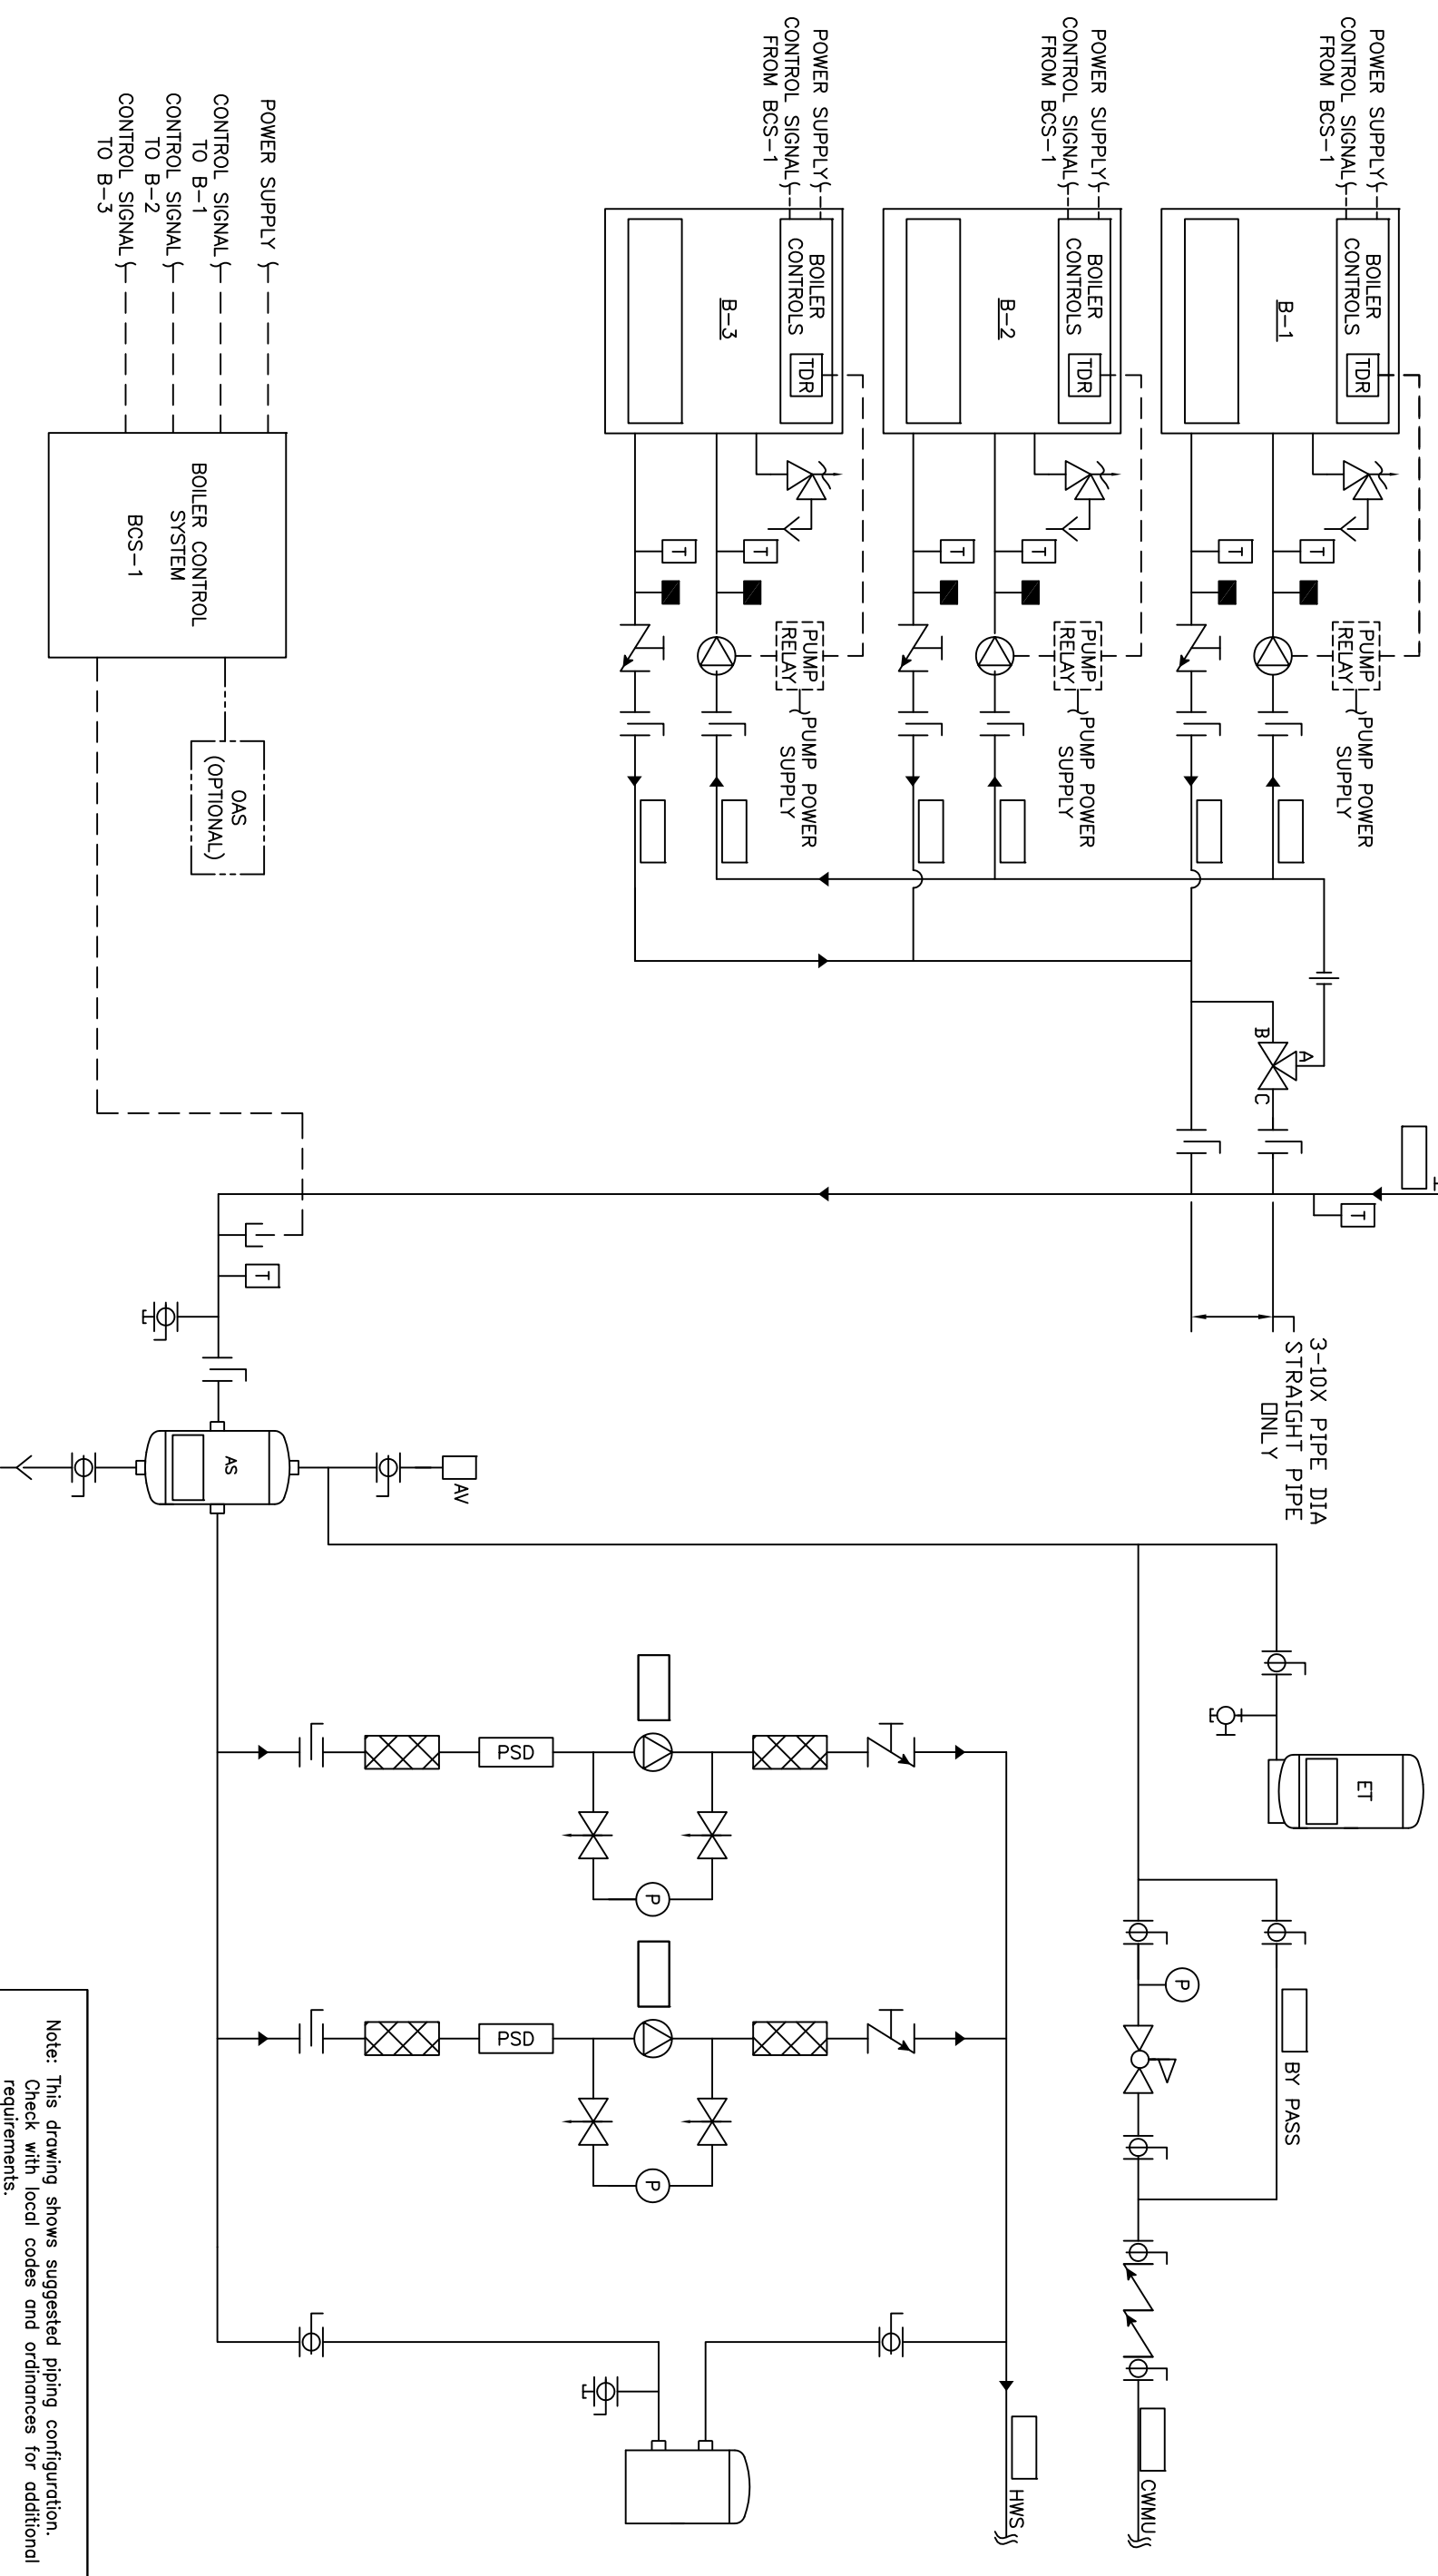 POWER SUPPLY
CONTROL SIGNAL
FROM BCS-1
BOILER
CONTROLS
TDR
B-1
T
T
PUMP
RELAY
PUMP POWER
SUPPLY
POWER SUPPLY
CONTROL SIGNAL
FROM BCS-1
BOILER
CONTROLS
TDR
B-2
T
T
PUMP
RELAY
PUMP POWER
SUPPLY
POWER SUPPLY
CONTROL SIGNAL
FROM BCS-1
BOILER
CONTROLS
TDR
B-3
T
T
PUMP
RELAY
PUMP POWER
SUPPLY
A
B
C
T
3-10X PIPE DIA
STRAIGHT PIPE
ONLY
POWER SUPPLY
CONTROL SIGNAL
TO B-1
CONTROL SIGNAL
TO B-2
CONTROL SIGNAL
TO B-3
BOILER CONTROL
SYSTEM
BCS-1
OAS
(OPTIONAL)
T
AS
AV
ET
BY PASS
P
CWMU
PSD
P
PSD
P
HWS
Note: This drawing shows suggested piping configuration.
Check with local codes and ordinances for additional
requirements.